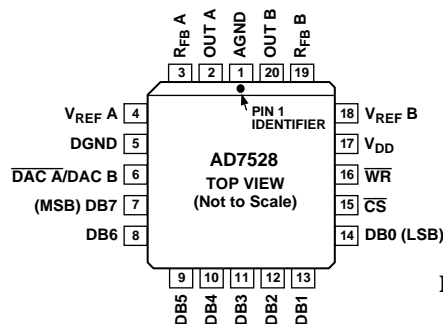 RFB A
OUT A
AGND
OUT B
RFB B
3
2
1
20
19
VREF A 4
PIN 1
IDENTIFIER
18 VREF B
DGND 5
17 VDD
AD7528
TOP VIEW
(Not to Scale)
DAC A/DAC B 6
16 WR
(MSB) DB7 7
15 CS
DB6 8
14 DB0 (LSB)
9
10
11
12
13
DB5
DB4
DB3
DB2
DB1